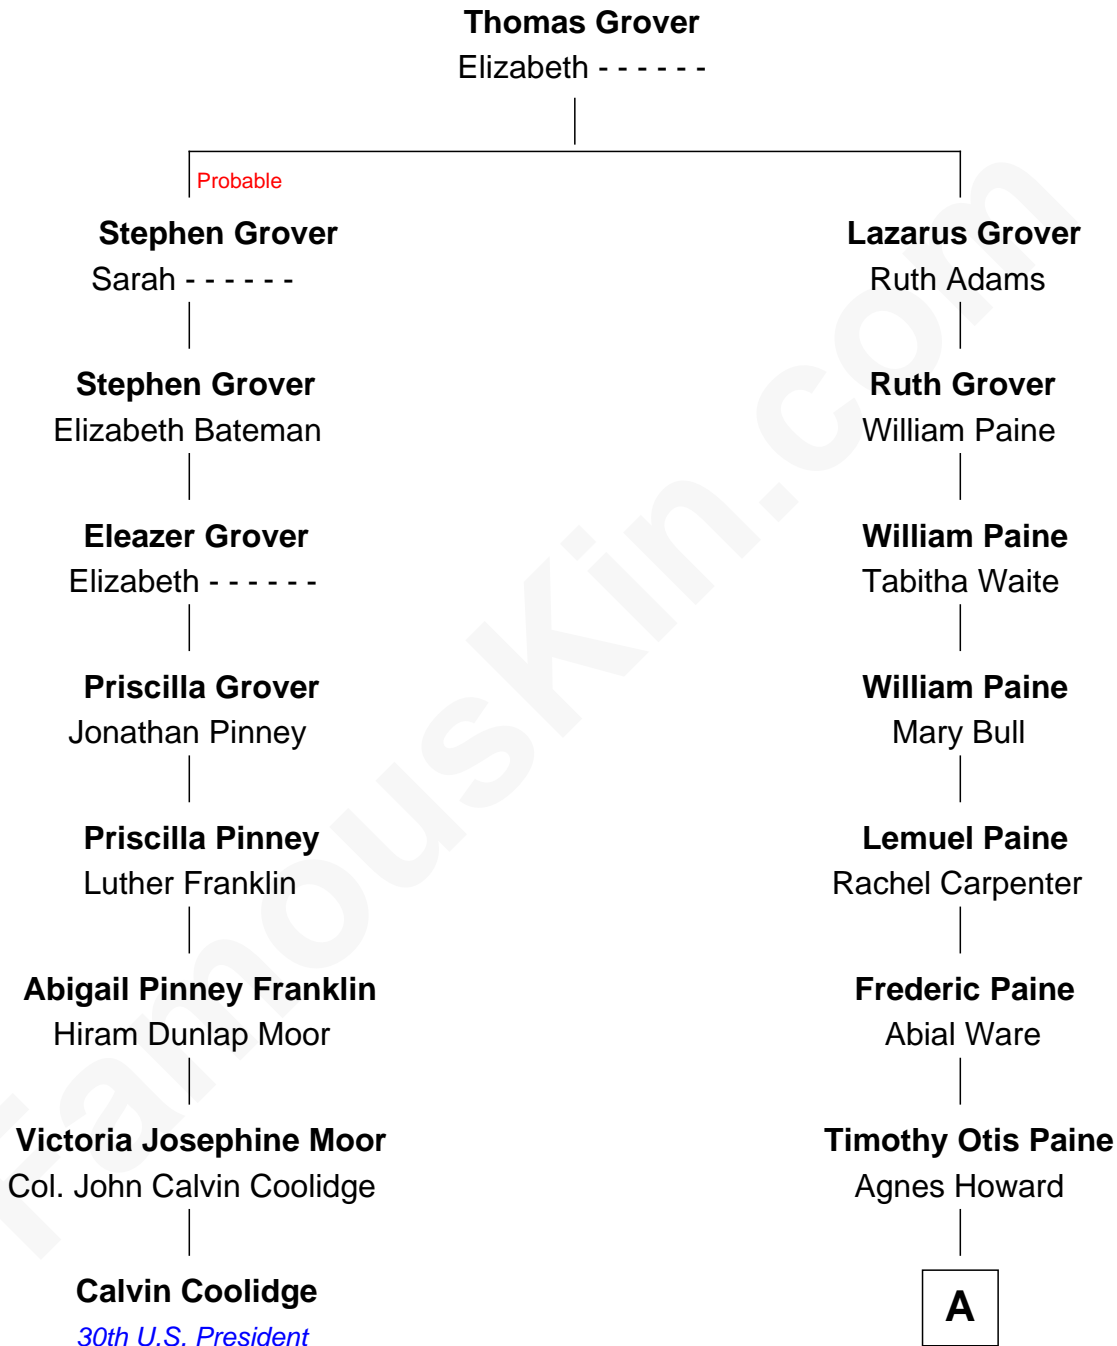 Thomas Grover
Elizabeth - - - - - -
Probable
Stephen Grover
Sarah - - - - - -
Lazarus Grover
Ruth Adams
Stephen Grover
Elizabeth Bateman
Ruth Grover
William Paine
Eleazer Grover
Elizabeth - - - - - -
William Paine
Tabitha Waite
Priscilla Grover
Jonathan Pinney
William Paine
Mary Bull
Priscilla Pinney
Luther Franklin
Lemuel Paine
Rachel Carpenter
Abigail Pinney Franklin
Hiram Dunlap Moor
Frederic Paine
Abial Ware
Victoria Josephine Moor
Col. John Calvin Coolidge
Timothy Otis Paine
Agnes Howard
Calvin Coolidge
30th U.S. President
A
FamousKin.com